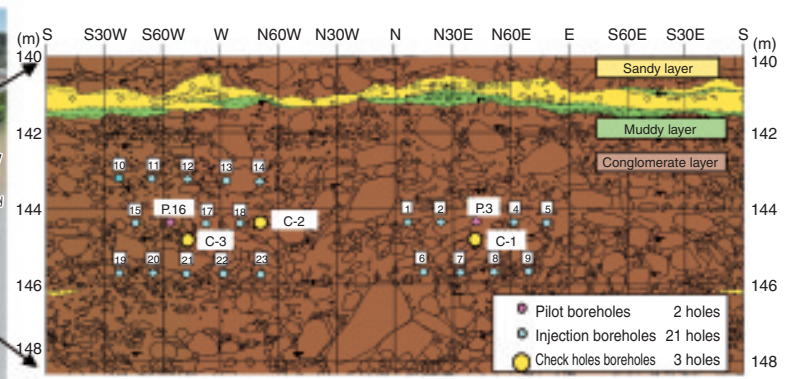 S S30W S60W W N60W N30W N N30E N60E E S60E S30E S
(m) (m)
140 140
Sandy layer
142 Muddy layer 142
Conglomerate layer
10 11 12 13 14
144 15 P.16 17 18 C-2 1 2 P.3 4 5 144
C-3 C-1
19 20 21 22 23 6 7 8 9
146 146
Pilot boreholes 2 holes
Injection boreholes 21 holes
Check holes boreholes 3 holes
148 148